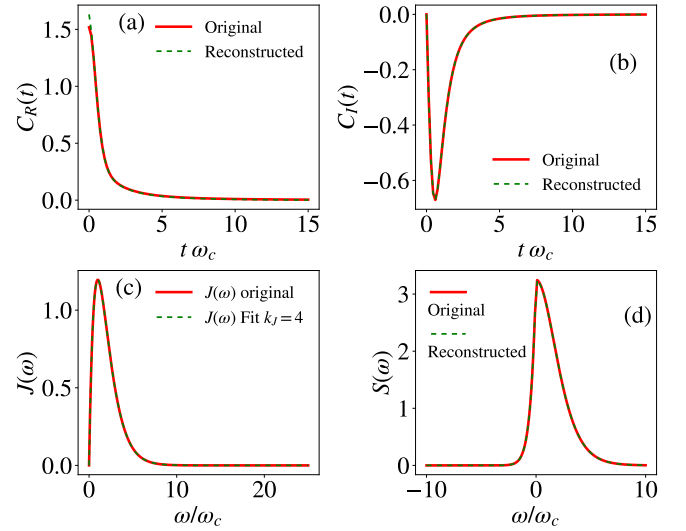 (a)
Original
Reconstructed
C_R(t)
1.5
1.0
0.5
0.0
0
5
10
15
t ω_c
(b)
Original
Reconstructed
C_I(t)
0.0
−0.2
−0.4
−0.6
0
5
10
15
t ω_c
(c)
J(ω) original
J(ω) Fit k_J = 4
J(ω)
1.0
0.5
0.0
0
10
20
ω/ω_c
(d)
Original
Reconstructed
S(ω)
3
2
1
0
−10
0
10
ω/ω_c